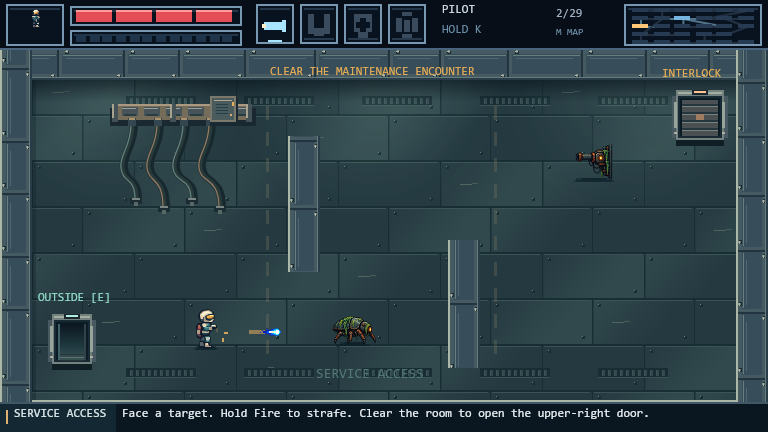 PILOT
2/29
HOLD K
M MAP
CLEAR THE MAINTENANCE ENCOUNTER
INTERLOCK
OUTSIDE [E]
SERVICE ACCESS
SERVICE ACCESS
Face a target. Hold Fire to strafe. Clear the room to open the upper-right door.